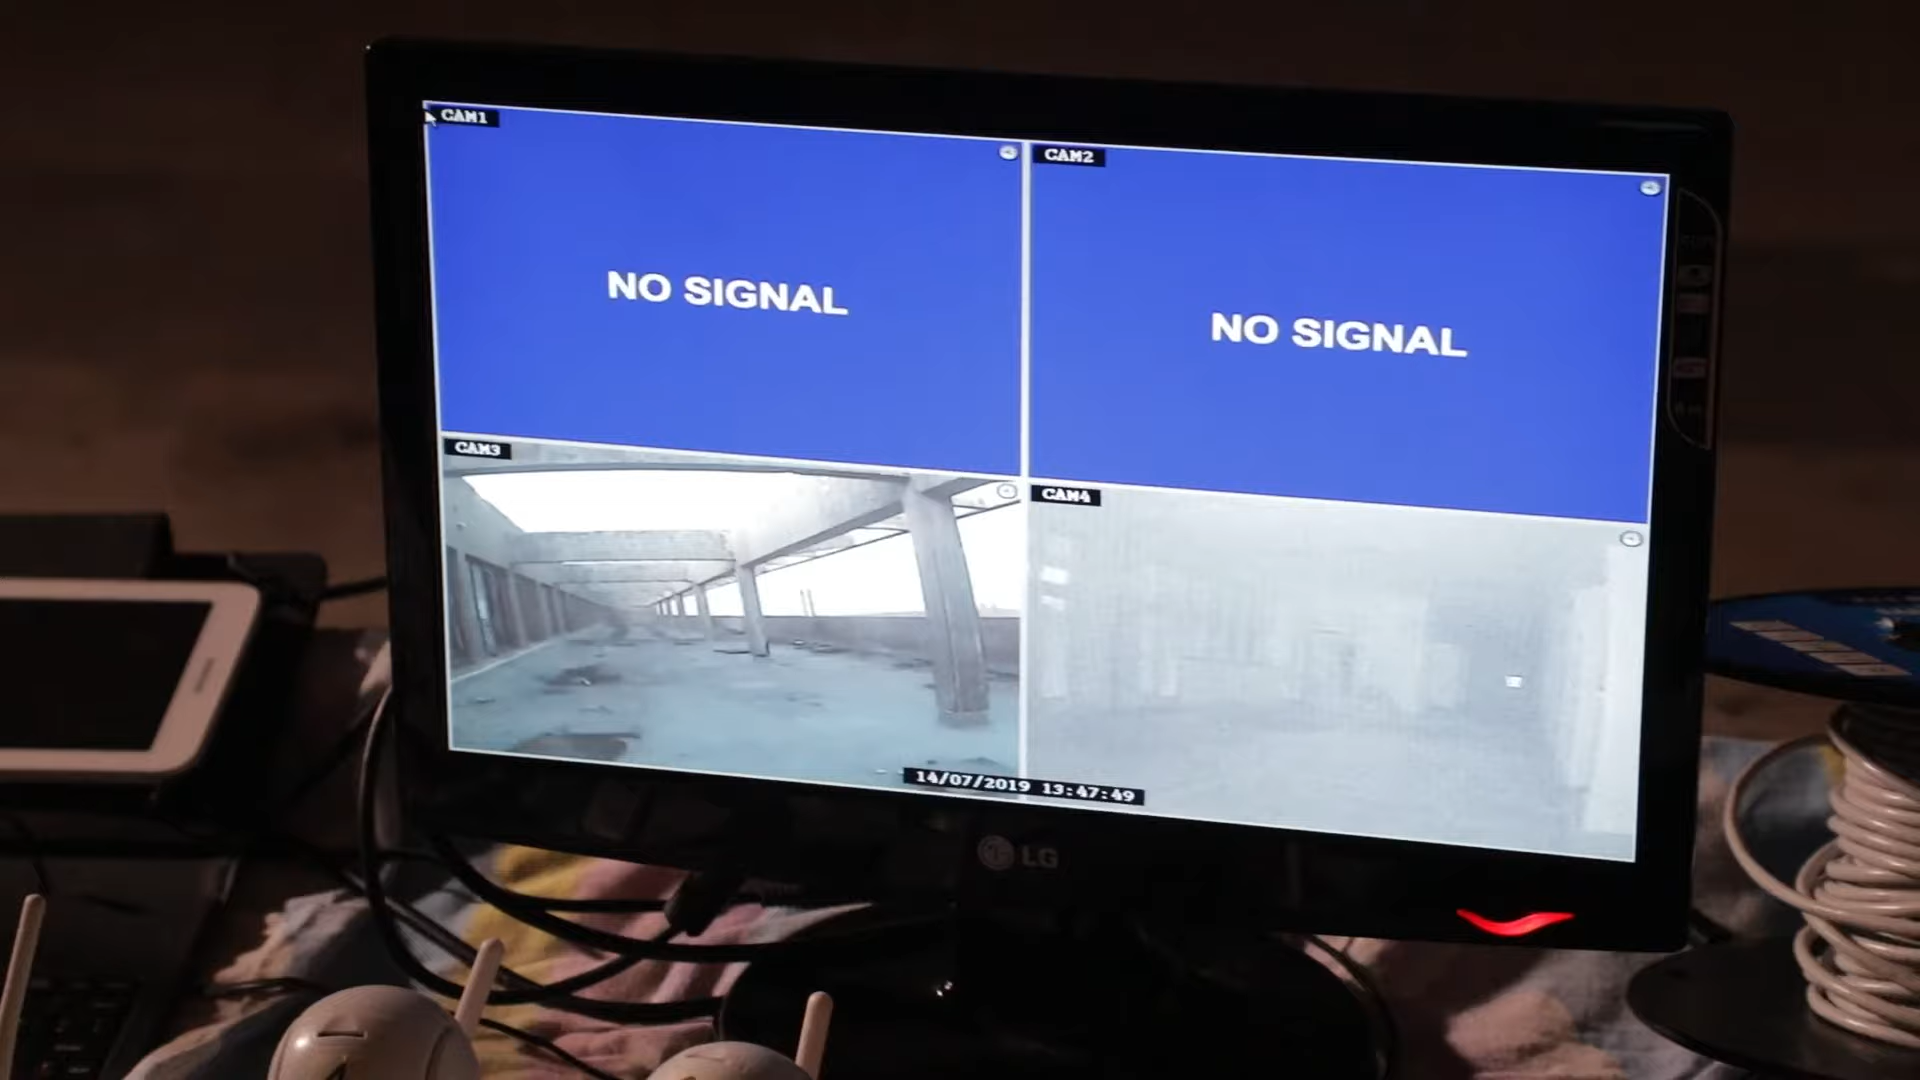 CAM1
CAM2
NO SIGNAL
NO SIGNAL
CAM3
CAM4
14/07/2019 13:47:49
LG